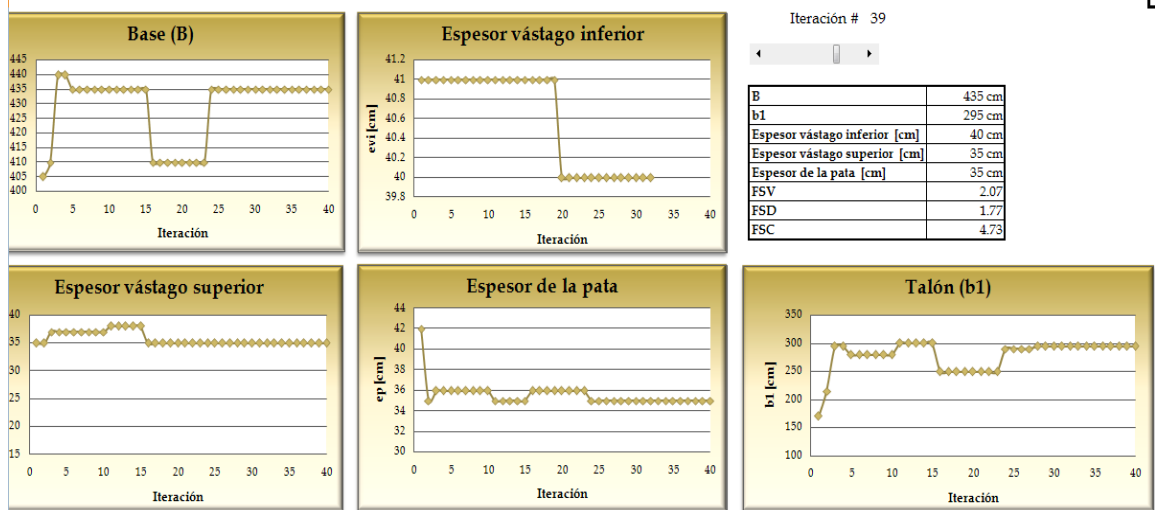 Base (B)
445
440
435
430
425
420
415
410
405
400
0 5 10 15 20 25 30 35 40
Iteración
Espesor vástago inferior
evi [cm]
41.2
41
40.8
40.6
40.4
40.2
40
39.8
0 5 10 15 20 25 30 35 40
Iteración
Iteración # 39
B 435 cm
b1 295 cm
Espesor vástago inferior [cm] 40 cm
Espesor vástago superior [cm] 35 cm
Espesor de la pata [cm] 35 cm
FSV 2.07
FSD 1.77
FSC 4.73
Espesor vástago superior
40
35
30
25
20
15
0 5 10 15 20 25 30 35 40
Iteración
Espesor de la pata
ep [cm]
44
42
40
38
36
34
32
30
0 5 10 15 20 25 30 35 40
Iteración
Talón (b1)
b1 [cm]
350
300
250
200
150
100
0 5 10 15 20 25 30 35 40
Iteración